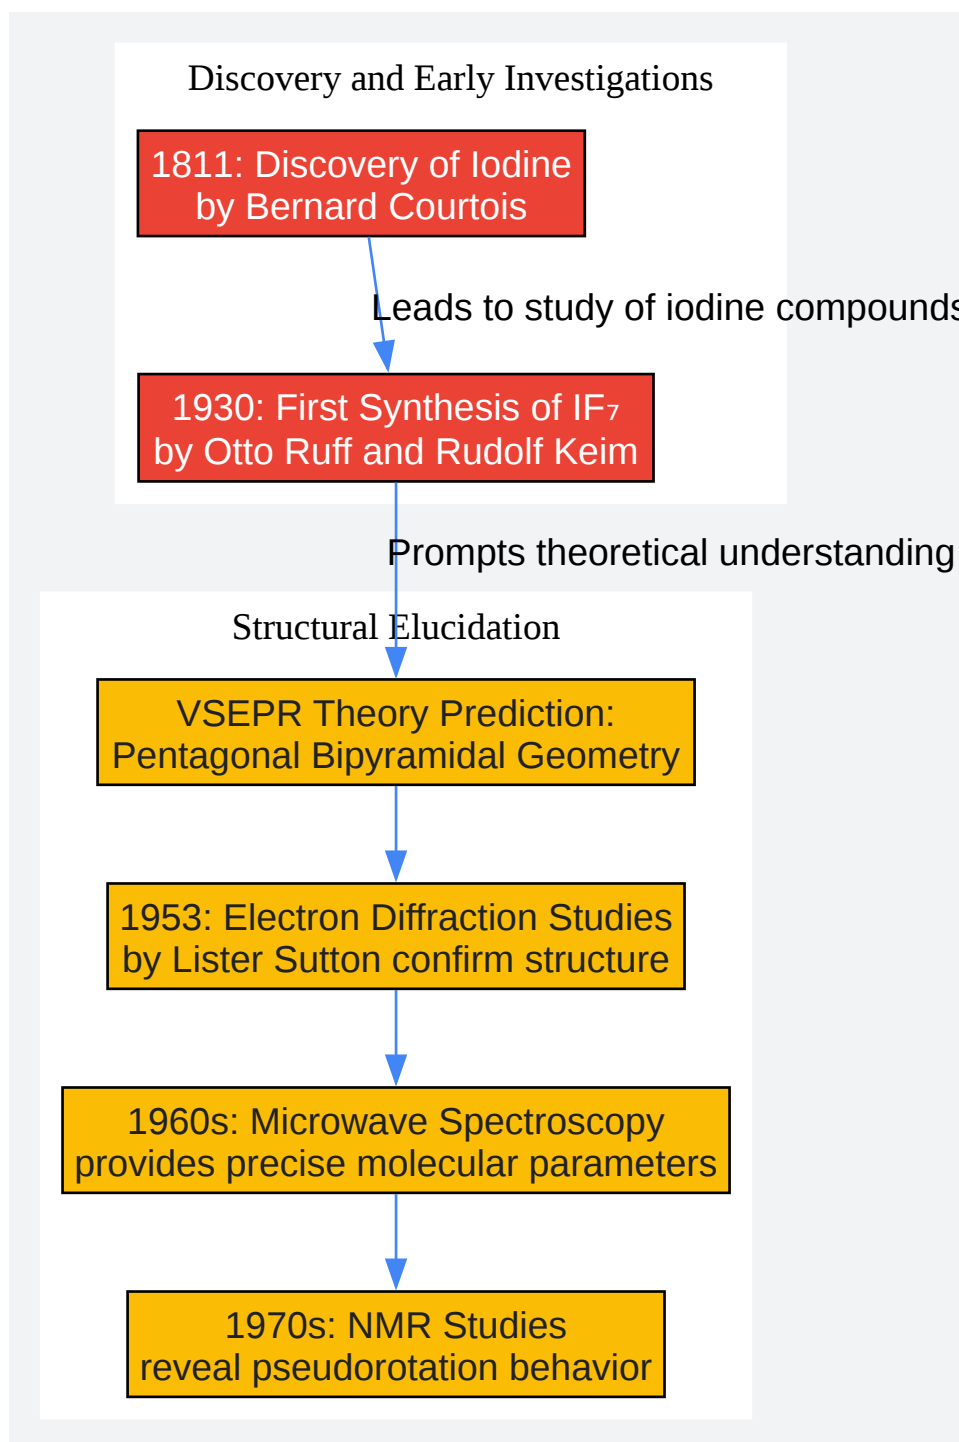 Discovery and Early Investigations
1811: Discovery of Iodine
by Bernard Courtois
Leads to study of iodine compounds
1930: First Synthesis of IF₇
by Otto Ruff and Rudolf Keim
Prompts theoretical understanding
Structural Elucidation
VSEPR Theory Prediction:
Pentagonal Bipyramidal Geometry
1953: Electron Diffraction Studies
by Lister Sutton confirm structure
1960s: Microwave Spectroscopy
provides precise molecular parameters
1970s: NMR Studies
reveal pseudorotation behavior